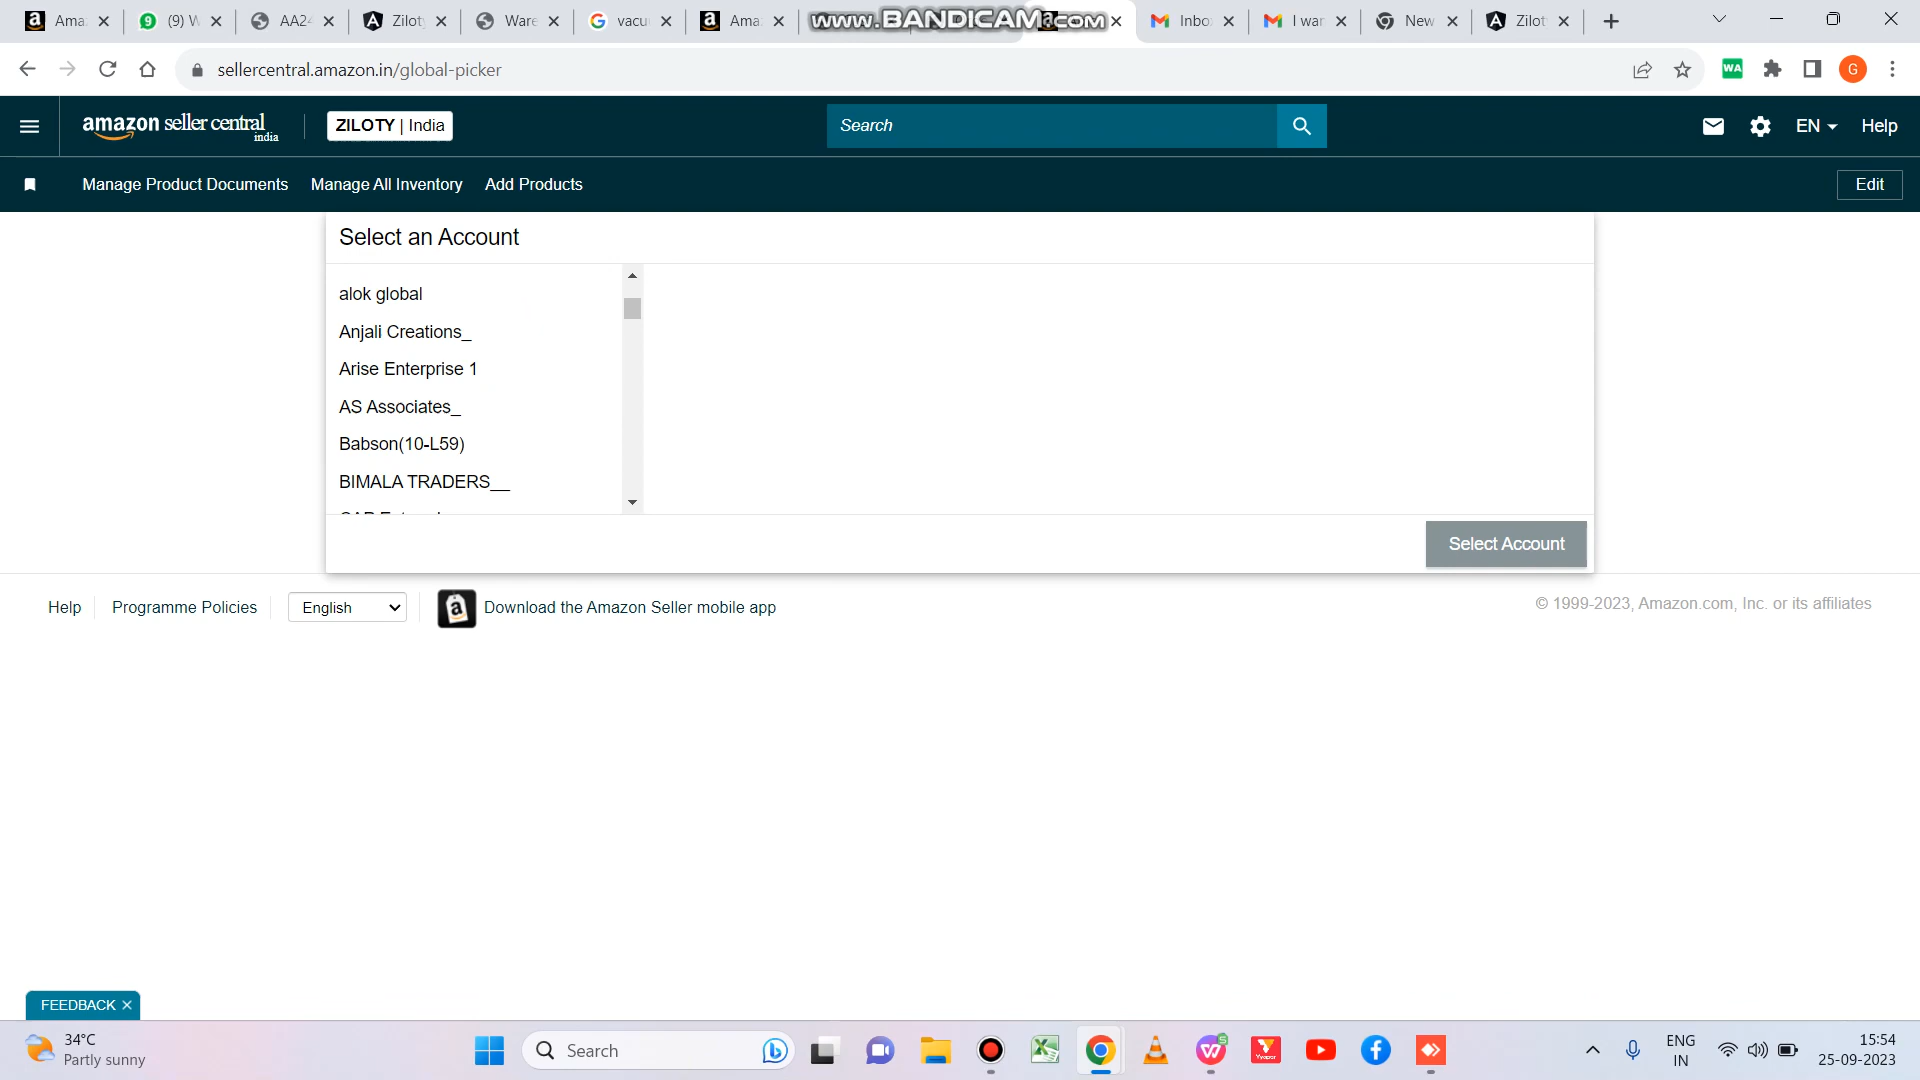 Ama
(9) W
AA24
Ziloty
Ware
vacu
Ama
www.BANDICAM.com
Inbo
I wan
New
Zilot
sellercentral.amazon.in/global-picker
WA
G
amazon seller central
india
ZILOTY | India
Search
EN
Help
Manage Product Documents
Manage All Inventory
Add Products
Edit
Select an Account
alok global
Anjali Creations_
Arise Enterprise 1
AS Associates_
Babson(10-L59)
BIMALA TRADERS__
Select Account
Help
Programme Policies
English
Download the Amazon Seller mobile app
© 1999-2023, Amazon.com, Inc. or its affiliates
FEEDBACK
34°C
Partly sunny
Search
ENG
IN
15:54
25-09-2023